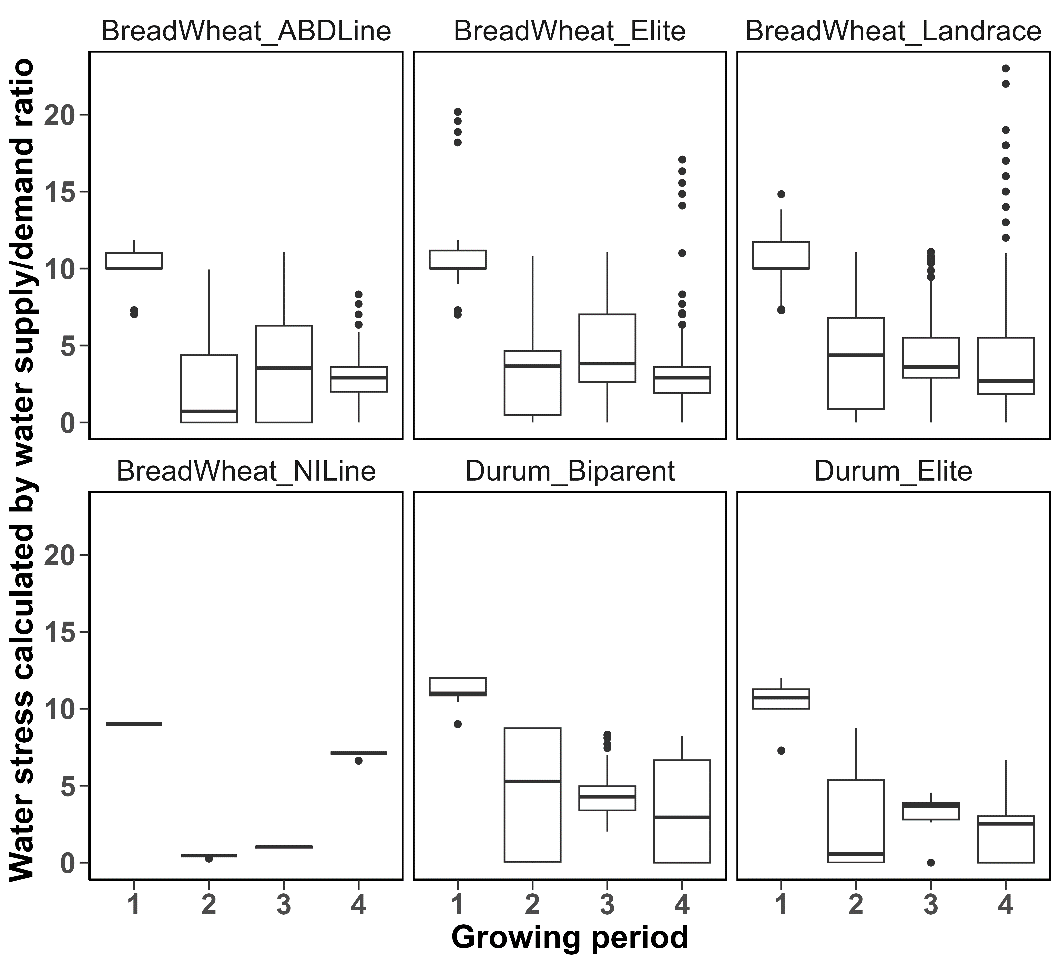 BreadWheat_ABDLine BreadWheat_Elite BreadWheat_Landrace
Water stress calculated by water supply/demand ratio
20
15
10
5
0
BreadWheat_NILine Durum_Biparent Durum_Elite
20
15
10
5
0
1 2 3 4 1 2 3 4 1 2 3 4
Growing period